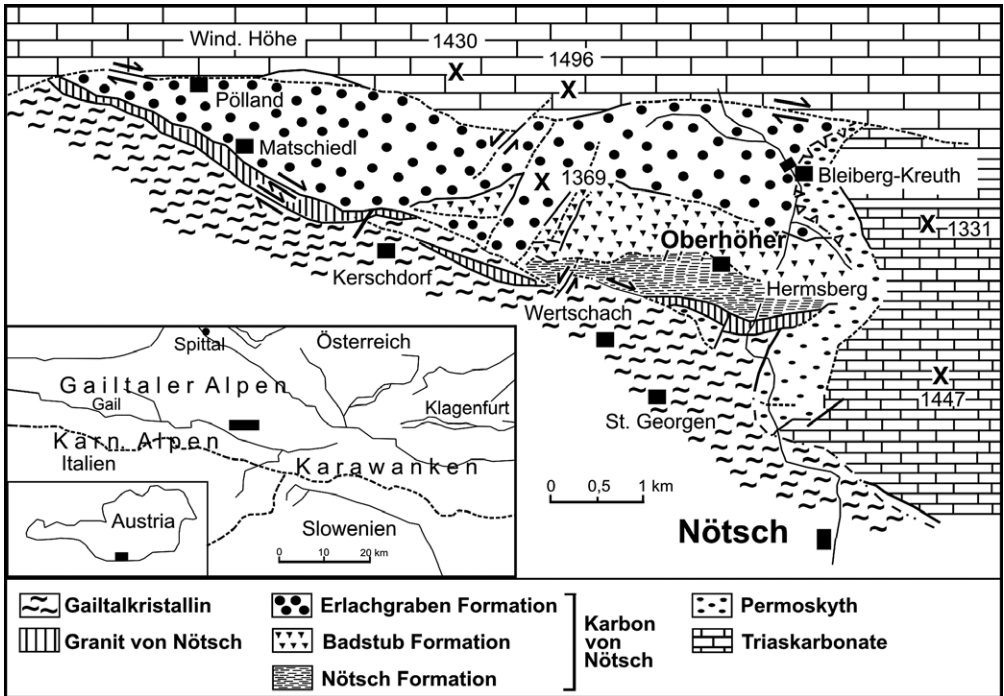 Wind. Höhe
1430
X
1496
X
Pölland
Matschiedl
X
1369
Bleiberg-Kreuth
X 1331
Oberhöher
Kerschdorf
Hermsberg
Wertschach
X
1447
St. Georgen
0 0,5 1 km
Nötsch
Spittal
Österreich
Gailtaler Alpen
Gail
Klagenfurt
Kärn. Alpen
Italien
Karawanken
Austria
Slowenien
0 10 20 km
Gailtalkristallin
Granit von Nötsch
Erlachgraben Formation
Badstub Formation
Nötsch Formation
Karbon
von
Nötsch
Permoskyth
Triaskarbonate